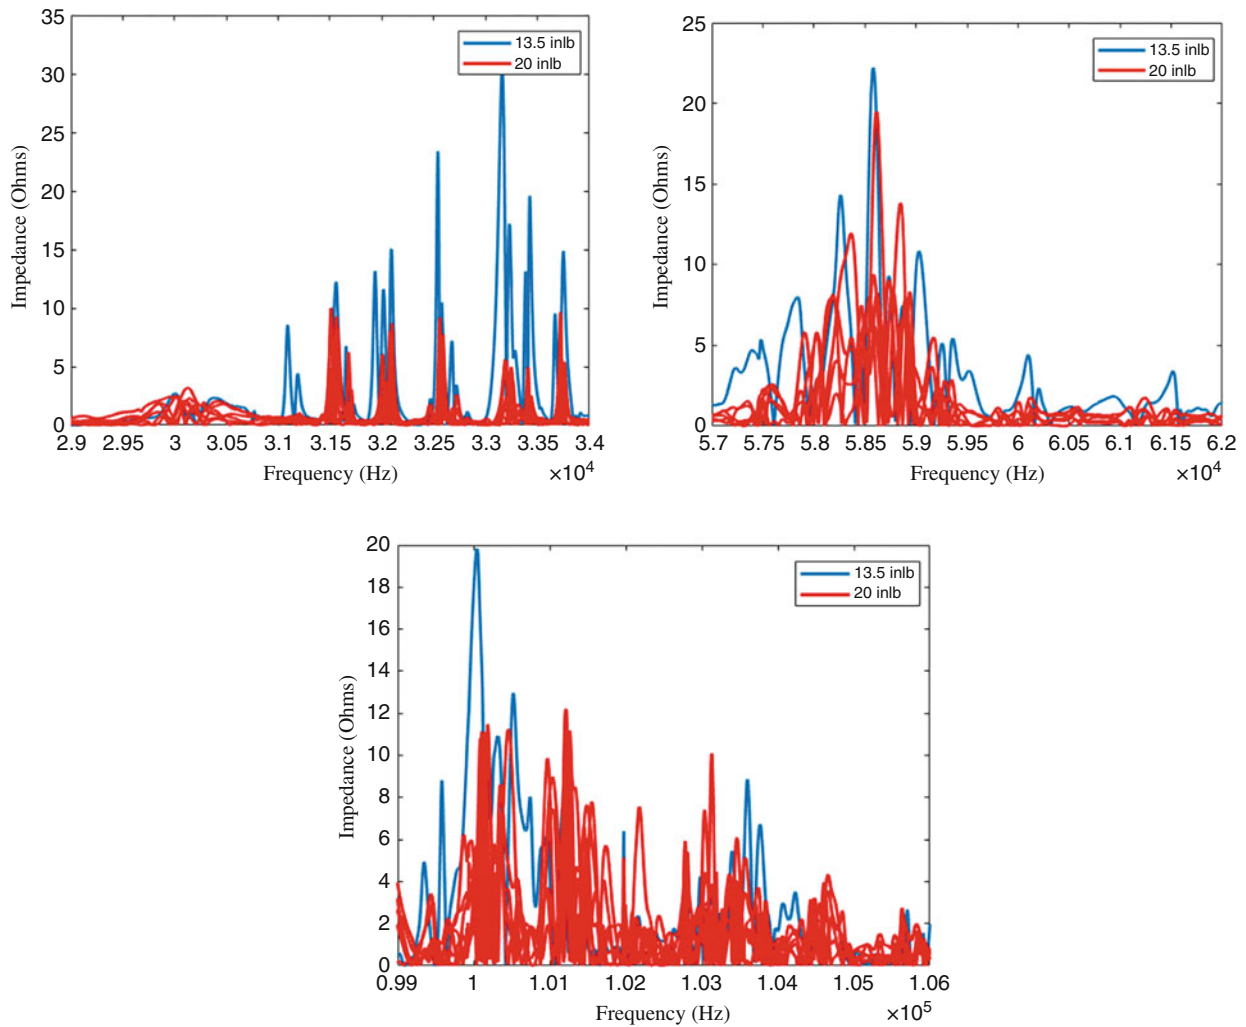 35
30
25
20
15
10
5
0
Impedance (Ohms)
13.5 inlb
20 inlb
2.9 2.95 3 3.05 3.1 3.15 3.2 3.25 3.3 3.35 3.4
Frequency (Hz)
×10^4
25
20
15
10
5
0
Impedance (Ohms)
13.5 inlb
20 inlb
5.7 5.75 5.8 5.85 5.9 5.95 6 6.05 6.1 6.15 6.2
Frequency (Hz)
×10^4
20
18
16
14
12
10
8
6
4
2
0
Impedance (Ohms)
13.5 inlb
20 inlb
0.99 1 1.01 1.02 1.03 1.04 1.05 1.06
Frequency (Hz)
×10^5